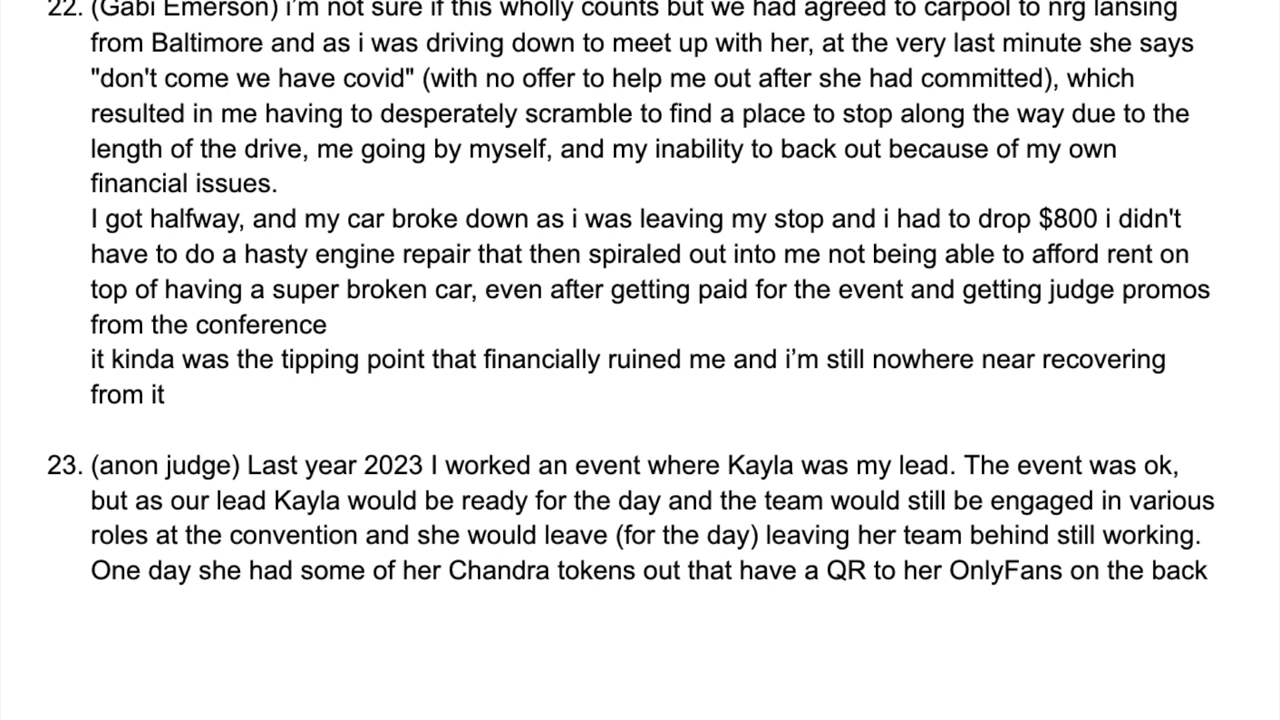 22. (Gabi Emerson) i'm not sure if this wholly counts but we had agreed to carpool to nrg lansing
from Baltimore and as i was driving down to meet up with her, at the very last minute she says
"don't come we have covid" (with no offer to help me out after she had committed), which
resulted in me having to desperately scramble to find a place to stop along the way due to the
length of the drive, me going by myself, and my inability to back out because of my own
financial issues.
I got halfway, and my car broke down as i was leaving my stop and i had to drop $800 i didn't
have to do a hasty engine repair that then spiraled out into me not being able to afford rent on
top of having a super broken car, even after getting paid for the event and getting judge promos
from the conference
it kinda was the tipping point that financially ruined me and i’m still nowhere near recovering
from it
23. (anon judge) Last year 2023 I worked an event where Kayla was my lead. The event was ok,
but as our lead Kayla would be ready for the day and the team would still be engaged in various
roles at the convention and she would leave (for the day) leaving her team behind still working.
One day she had some of her Chandra tokens out that have a QR to her OnlyFans on the back